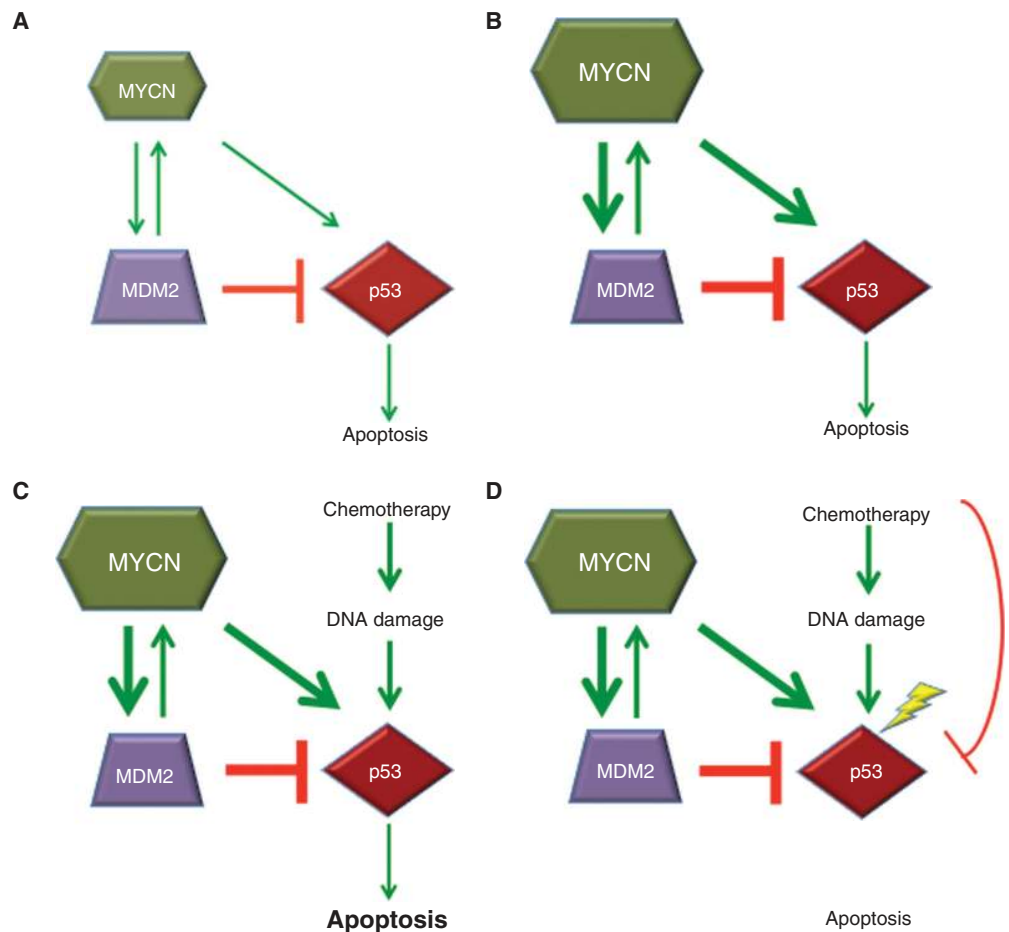 A
MYCN
MDM2
p53
Apoptosis
B
MYCN
MDM2
p53
Apoptosis
C
Chemotherapy
MYCN
DNA damage
MDM2
p53
Apoptosis
D
Chemotherapy
MYCN
DNA damage
MDM2
p53
Apoptosis